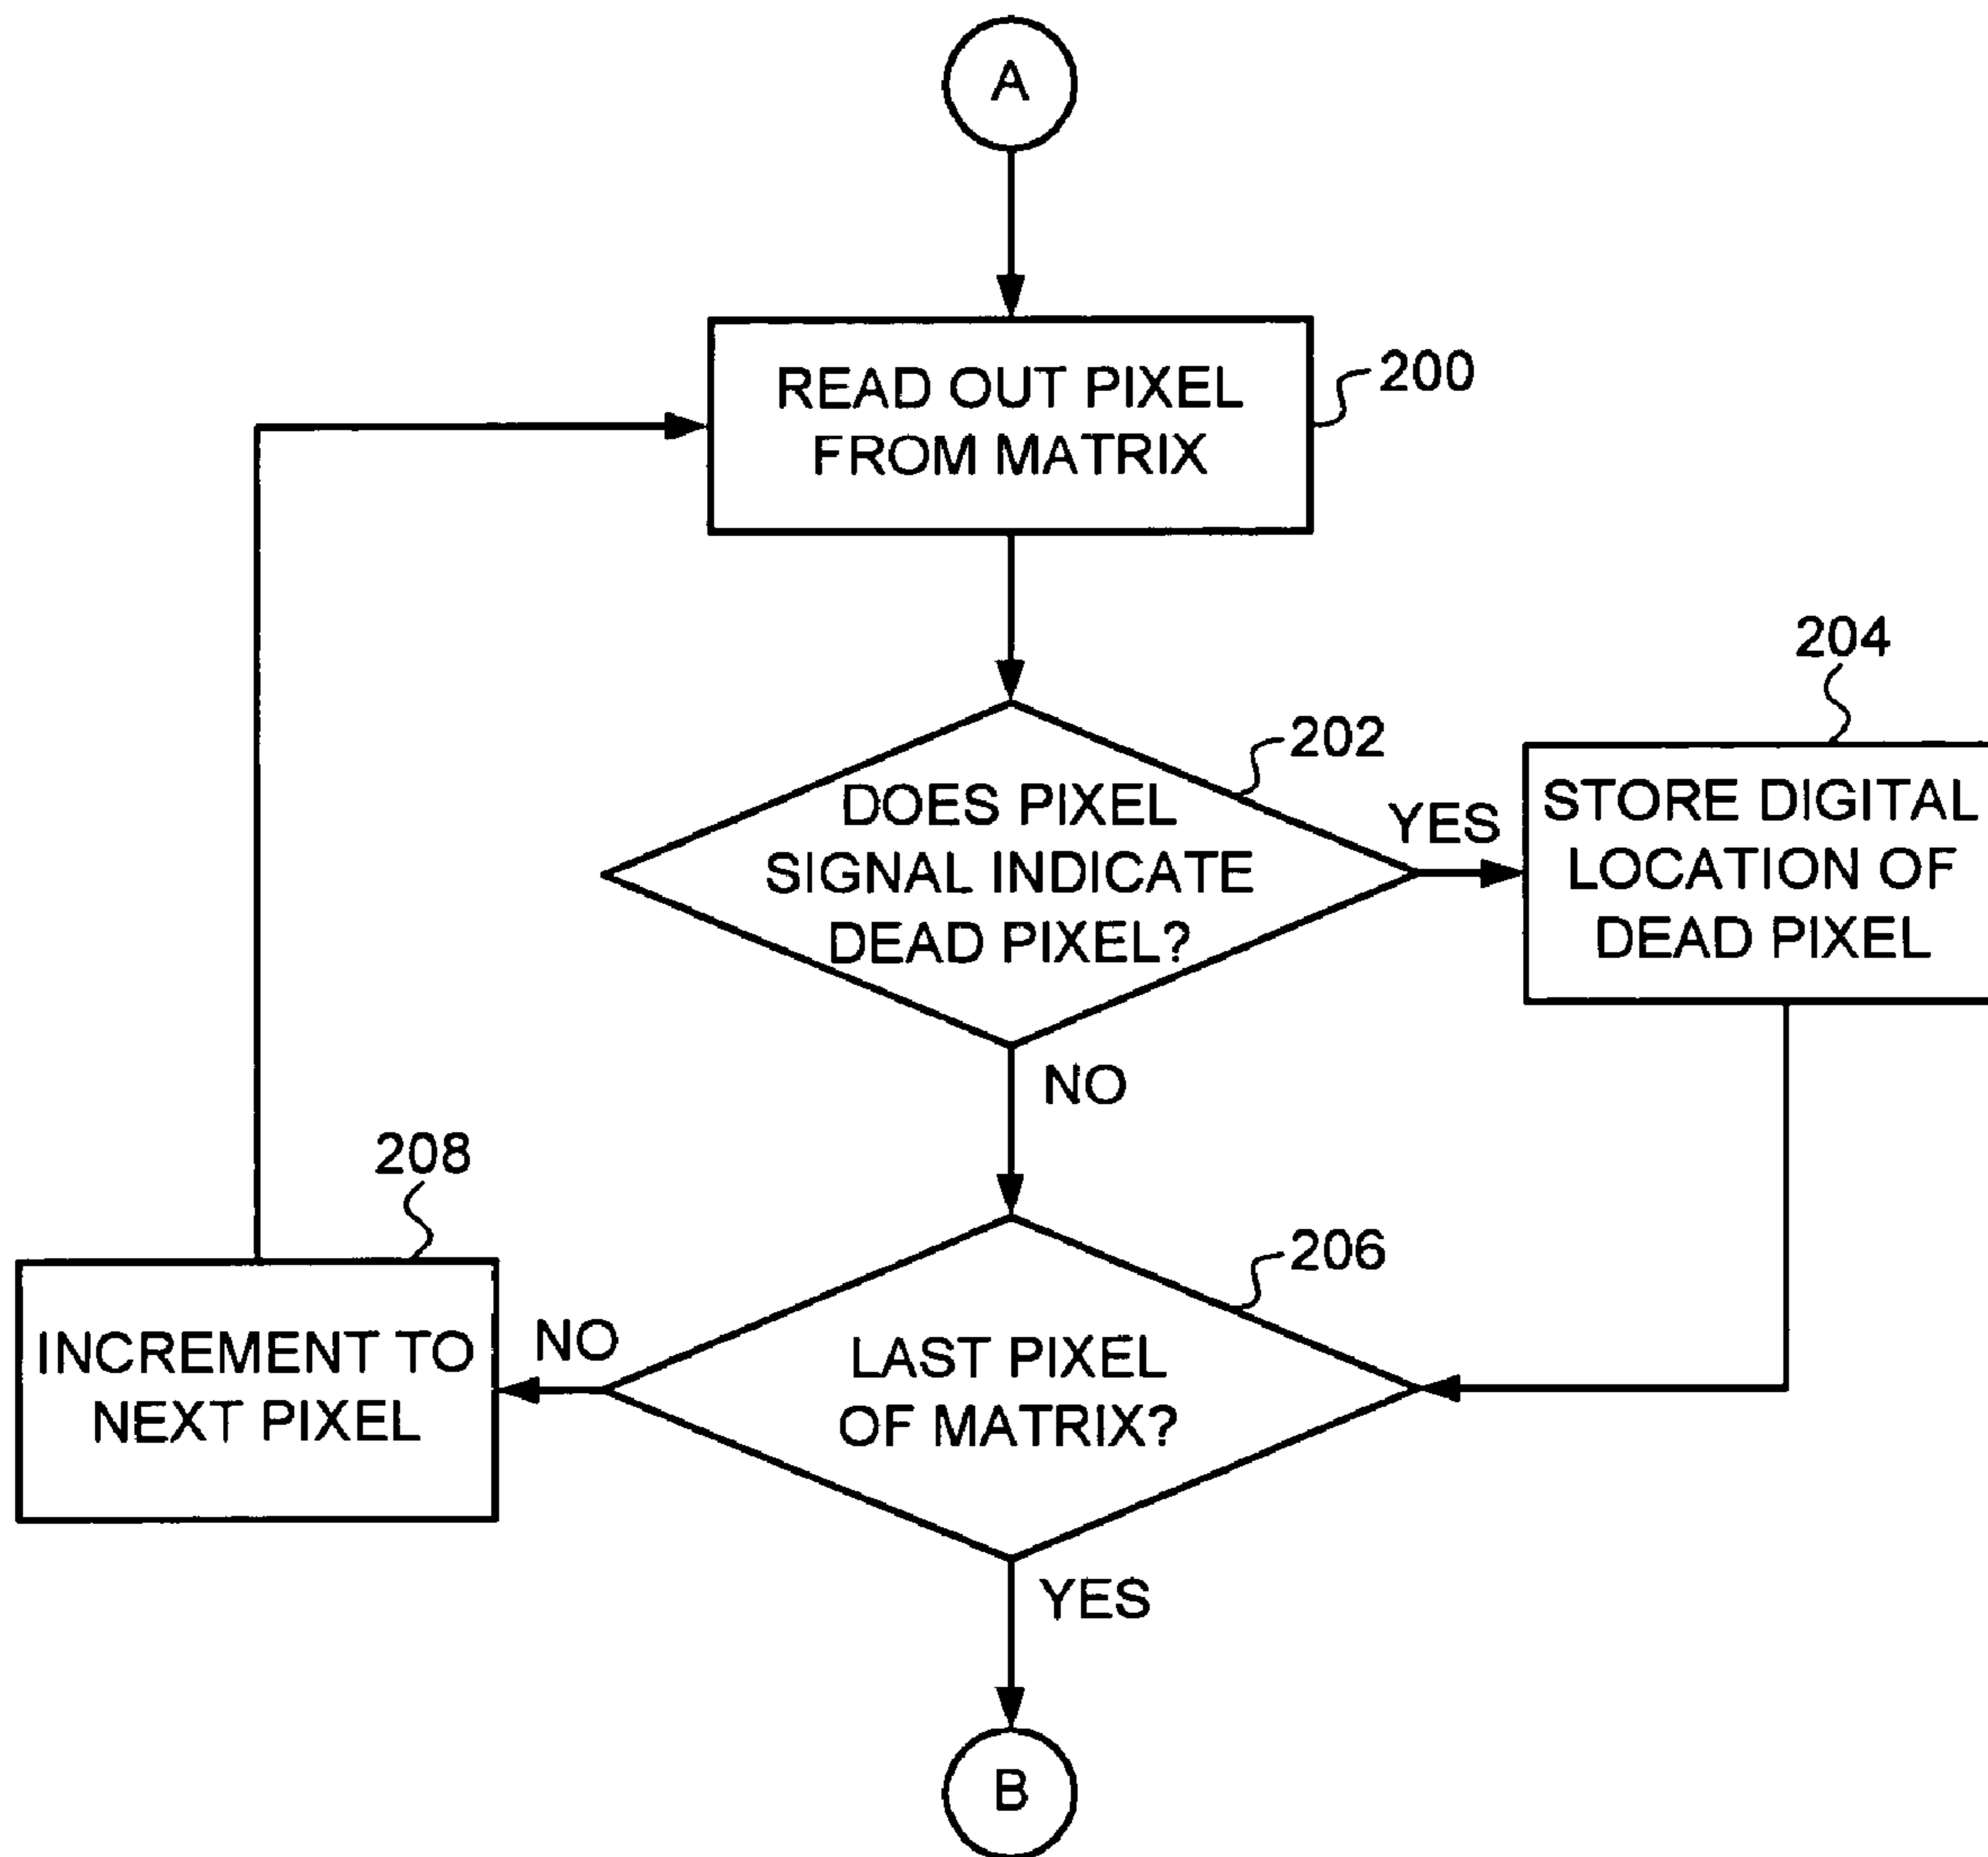 A
READ OUT PIXEL
FROM MATRIX
200
202
DOES PIXEL
SIGNAL INDICATE
DEAD PIXEL?
YES
204
STORE DIGITAL
LOCATION OF
DEAD PIXEL
NO
206
LAST PIXEL
OF MATRIX?
NO
208
INCREMENT TO
NEXT PIXEL
YES
B